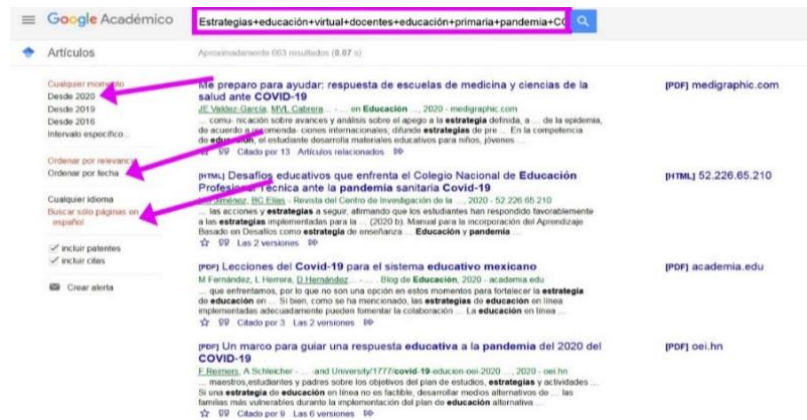 Google Académico
Estrategias+educación+virtual+docentes+educación+primaria+pandemia+CO
Artículos
Aproximadamente 663 resultados (0.07 s)
Cualquier momento
Desde 2020
Desde 2019
Desde 2016
Intervalo específico...
Ordenar por relevancia
Ordenar por fecha
Cualquier idioma
Buscar sólo páginas en
español
incluir patentes
incluir citas
Crear alerta
Me preparo para ayudar: respuesta de escuelas de medicina y ciencias de la
salud ante COVID-19
JE Valdez-García, MVL Cabrera... - ... en Educación ..., 2020 - medigraphic.com
... comu- nicación sobre avances y análisis sobre el apego a la estrategia definida, a ... de la epidemia,
de acuerdo a recomenda- ciones internacionales; difunde estrategias de pre ... En la competencia
de educación, el estudiante desarrolla materiales educativos para niños, jóvenes ...
Citado por 13 Artículos relacionados
[PDF] medigraphic.com
[HTML] Desafíos educativos que enfrenta el Colegio Nacional de Educación
Profesional Técnica ante la pandemia sanitaria Covid-19
Jiménez, BC Elias - Revista del Centro de Investigación de la ..., 2020 - 52.226.65.210
... las acciones y estrategias a seguir, afirmando que los estudiantes han respondido favorablemente
a las estrategias implementadas para la ... (2020 b). Manual para la incorporación del Aprendizaje
Basado en Desafíos como estrategia de enseñanza ... Educación y pandemia ...
Las 2 versiones
[HTML] 52.226.65.210
[PDF] Lecciones del Covid-19 para el sistema educativo mexicano
M Fernández, L Herrera, D Hernández... - ... Blog de Educación, 2020 - academia.edu
... que enfrentamos, por lo que no son una opción en estos momentos para fortalecer la estrategia
de educación en ... Si bien, como se ha mencionado, las estrategias de educación en línea
implementadas adecuadamente pueden fomentar la colaboración ... La educación en línea ...
Citado por 3 Las 2 versiones
[PDF] academia.edu
[PDF] Un marco para guiar una respuesta educativa a la pandemia del 2020 del
COVID-19
F Reimers, A Schleicher - ... -and University/1777/covid-19-educion-oei-2020 ..., 2020 - oei.hn
... maestros,estudiantes y padres sobre los objetivos del plan de estudios, estrategias y actividades ...
Si una estrategia de educación en línea no es factible, desarrollar medios alternativos de ... las
familias más vulnerables durante la implementación del plan de educación alternativa ...
Citado por 9 Las 6 versiones
[PDF] oei.hn